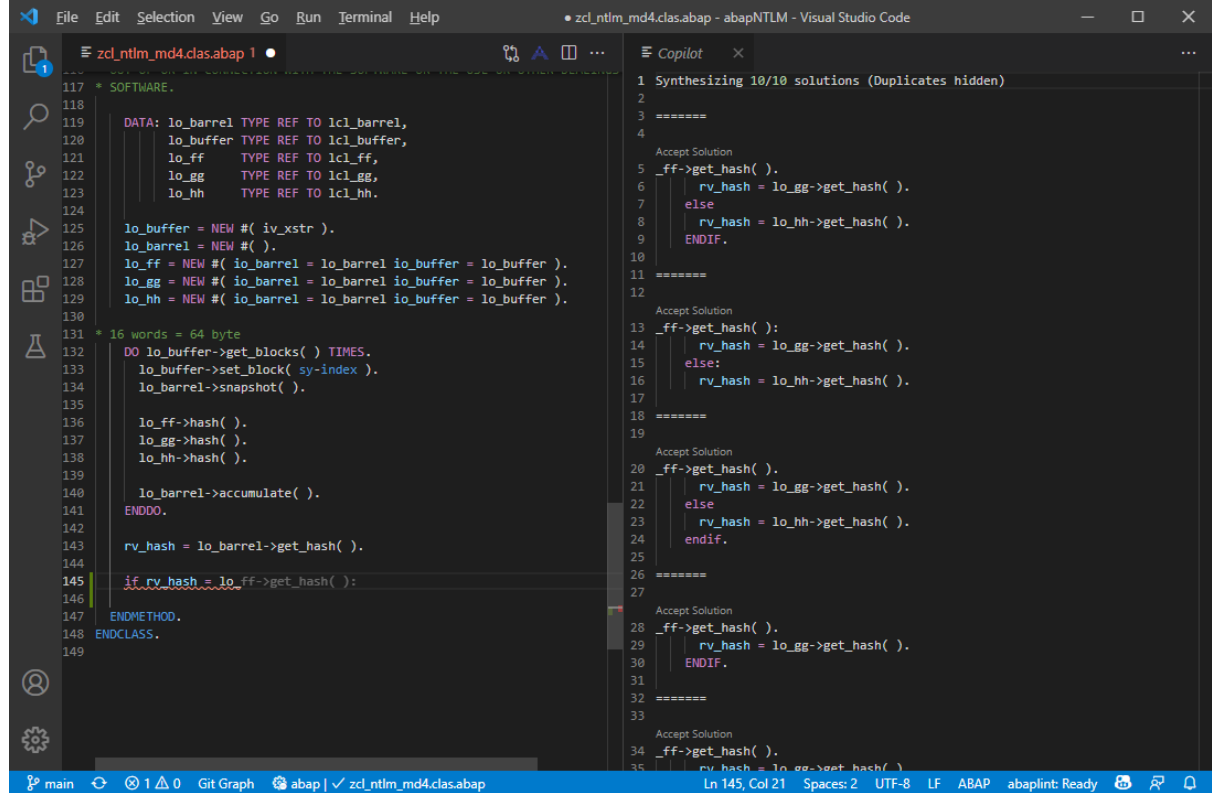 File Edit Selection View Go Run Terminal Help
● zcl_ntlm_md4.clas.abap - abapNTLM - Visual Studio Code
zcl_ntlm_md4.clas.abap 1 ●
117 * SOFTWARE.
118
119 DATA: lo_barrel TYPE REF TO lcl_barrel,
120 lo_buffer TYPE REF TO lcl_buffer,
121 lo_ff TYPE REF TO lcl_ff,
122 lo_gg TYPE REF TO lcl_gg,
123 lo_hh TYPE REF TO lcl_hh.
124
125 lo_buffer = NEW #( iv_xstr ).
126 lo_barrel = NEW #( ).
127 lo_ff = NEW #( io_barrel = lo_barrel io_buffer = lo_buffer ).
128 lo_gg = NEW #( io_barrel = lo_barrel io_buffer = lo_buffer ).
129 lo_hh = NEW #( io_barrel = lo_barrel io_buffer = lo_buffer ).
130
131 * 16 words = 64 byte
132 DO lo_buffer->get_blocks( ) TIMES.
133 lo_buffer->set_block( sy-index ).
134 lo_barrel->snapshot( ).
135
136 lo_ff->hash( ).
137 lo_gg->hash( ).
138 lo_hh->hash( ).
139
140 lo_barrel->accumulate( ).
141 ENDDO.
142
143 rv_hash = lo_barrel->get_hash( ).
144
145 if rv_hash = lo_ff->get_hash( ):
146
147 ENDMETHOD.
148 ENDCLASS.
149
Copilot
1 Synthesizing 10/10 solutions (Duplicates hidden)
2
3 =======
4
Accept Solution
5 _ff->get_hash( ).
6 rv_hash = lo_gg->get_hash( ).
7 else
8 rv_hash = lo_hh->get_hash( ).
9 ENDIF.
10
11 =======
12
Accept Solution
13 _ff->get_hash( ):
14 rv_hash = lo_gg->get_hash( ).
15 else:
16 rv_hash = lo_hh->get_hash( ).
17
18 =======
19
Accept Solution
20 _ff->get_hash( ).
21 rv_hash = lo_gg->get_hash( ).
22 else
23 rv_hash = lo_hh->get_hash( ).
24 endif.
25
26 =======
27
Accept Solution
28 _ff->get_hash( ).
29 rv_hash = lo_gg->get_hash( ).
30 ENDIF.
31
32 =======
33
Accept Solution
34 _ff->get_hash( ).
35 rv_hash = lo_gg->get_hash( )
1
main 1 0 Git Graph abap | ✓ zcl_ntlm_md4.clas.abap
Ln 145, Col 21 Spaces: 2 UTF-8 LF ABAP abaplint: Ready